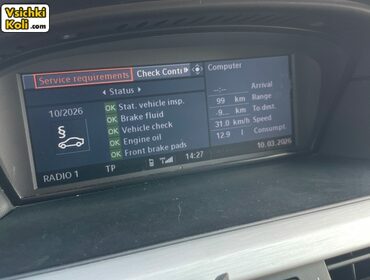 Vsichki
Koli.com
Service requirements
Check Conti
Computer
Status
10/2026
§
OK Stat. vehicle insp.
OK Brake fluid
OK Vehicle check
OK Engine oil
OK Front brake pads
--:-- Arrival
99 km Range
-9... km To dest.
31.0 km/h Speed
12.9 l Consumpt.
RADIO 1
TP
14:27
10.03.2026